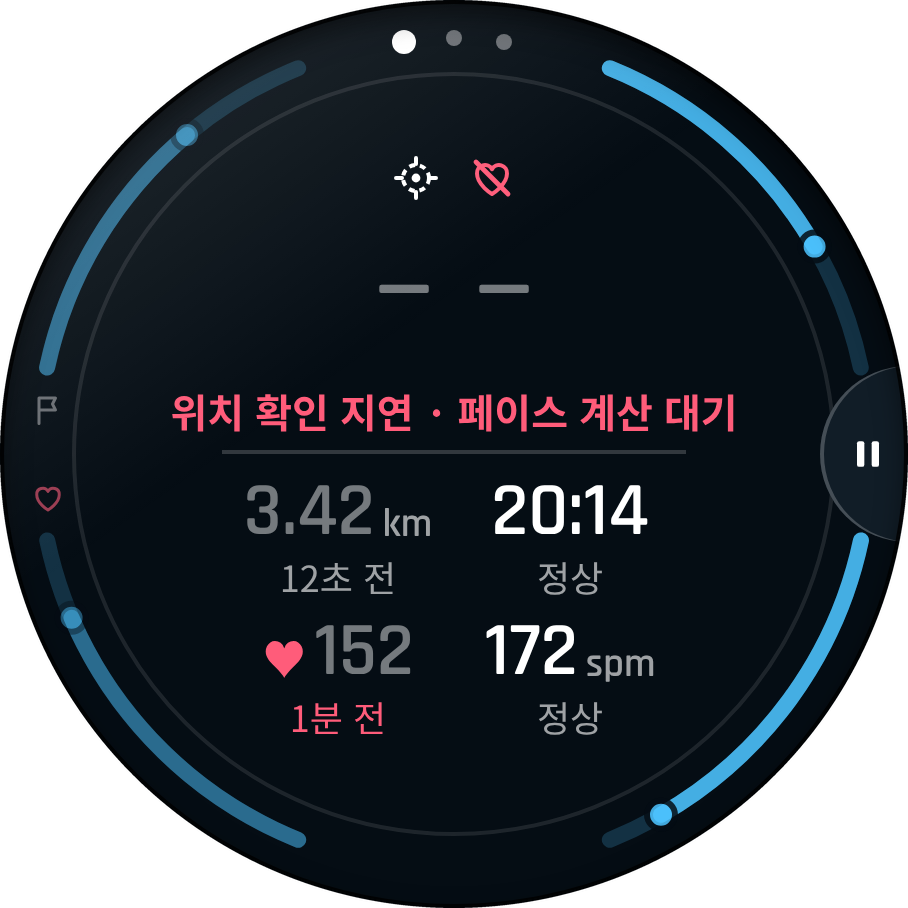 — —
위치 확인 지연 · 페이스 계산 대기
3.42 km 20:14
12초 전 정상
152 172 spm
1분 전 정상